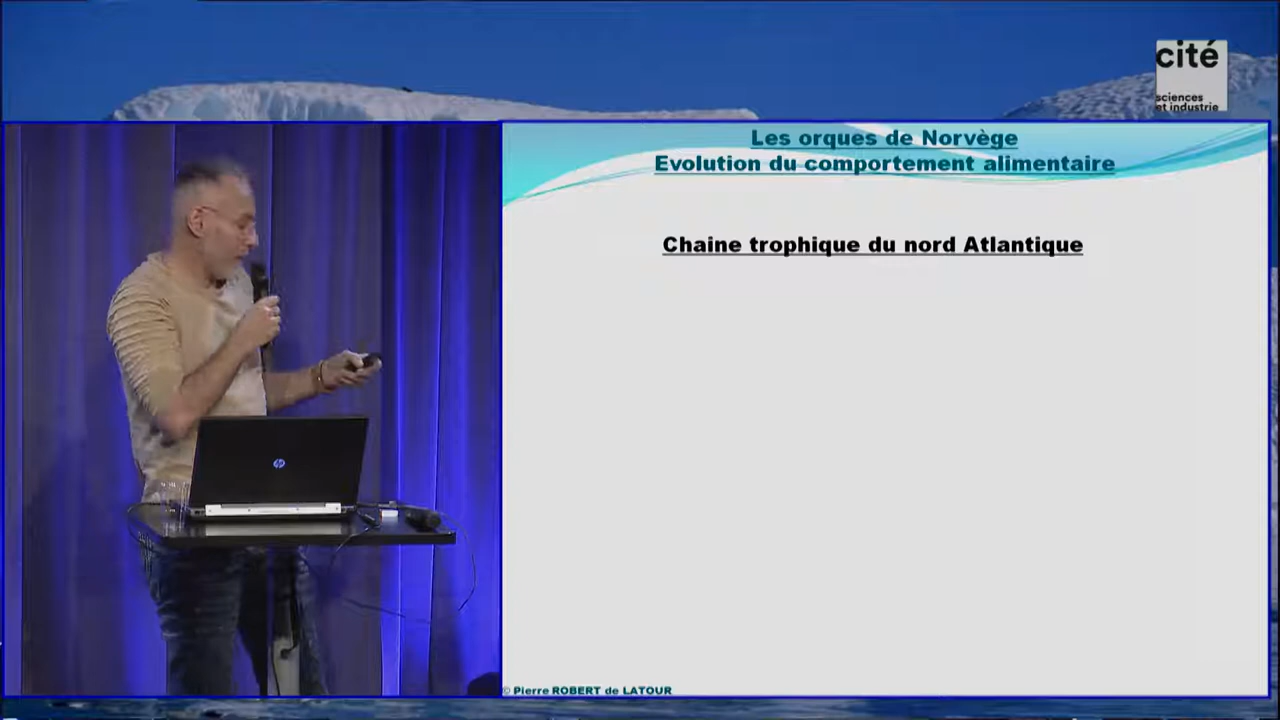 cité
sciences
et industrie
Les orques de Norvège
Evolution du comportement alimentaire
Chaine trophique du nord Atlantique
hp
© Pierre ROBERT de LATOUR